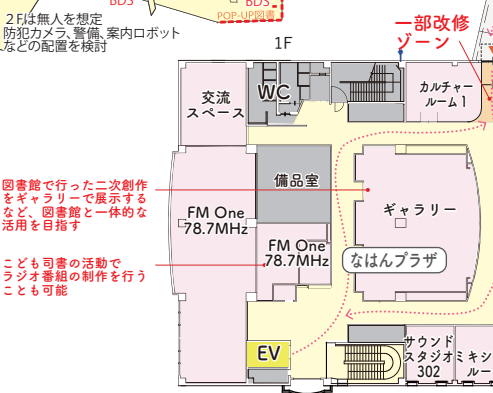 BDS
BDS
POP-UP図書
2Fは無人を想定
防犯カメラ、警備、案内ロボット
などの配置を検討
1F
一部改修
ゾーン
WC
交流
スペース
カルチャー
ルーム1
備品室
図書館で行った二次創作
をギャラリーで展示する
など、図書館と一体的な
活用を目指す
FM One
78.7MHz
ギャラリー
FM One
78.7MHz
なはんプラザ
こども司書の活動で
ラジオ番組の制作を行う
ことも可能
EV
サウンド
スタジオ
302
ミキシ
ルー